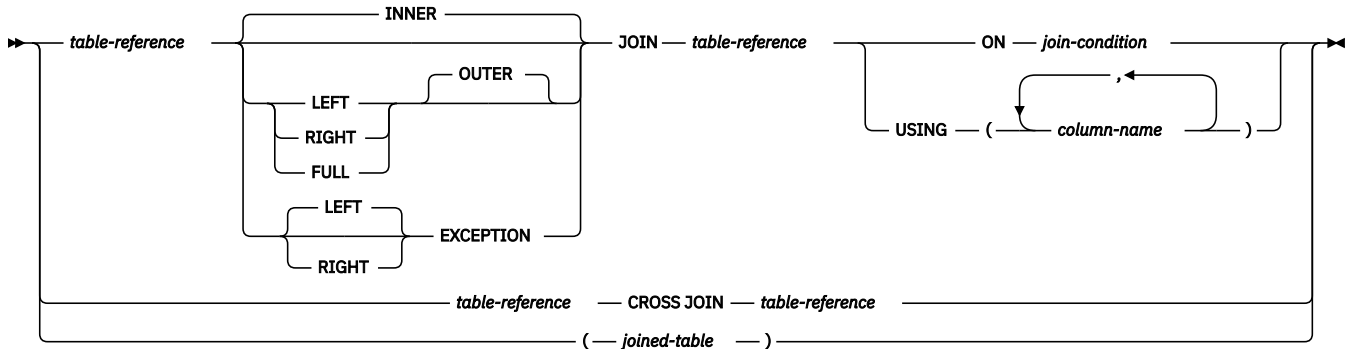 INNER
table-reference JOIN table-reference ON join-condition
OUTER ,
LEFT
RIGHT USING ( column-name )
FULL
LEFT
EXCEPTION
RIGHT
table-reference CROSS JOIN table-reference
( joined-table )